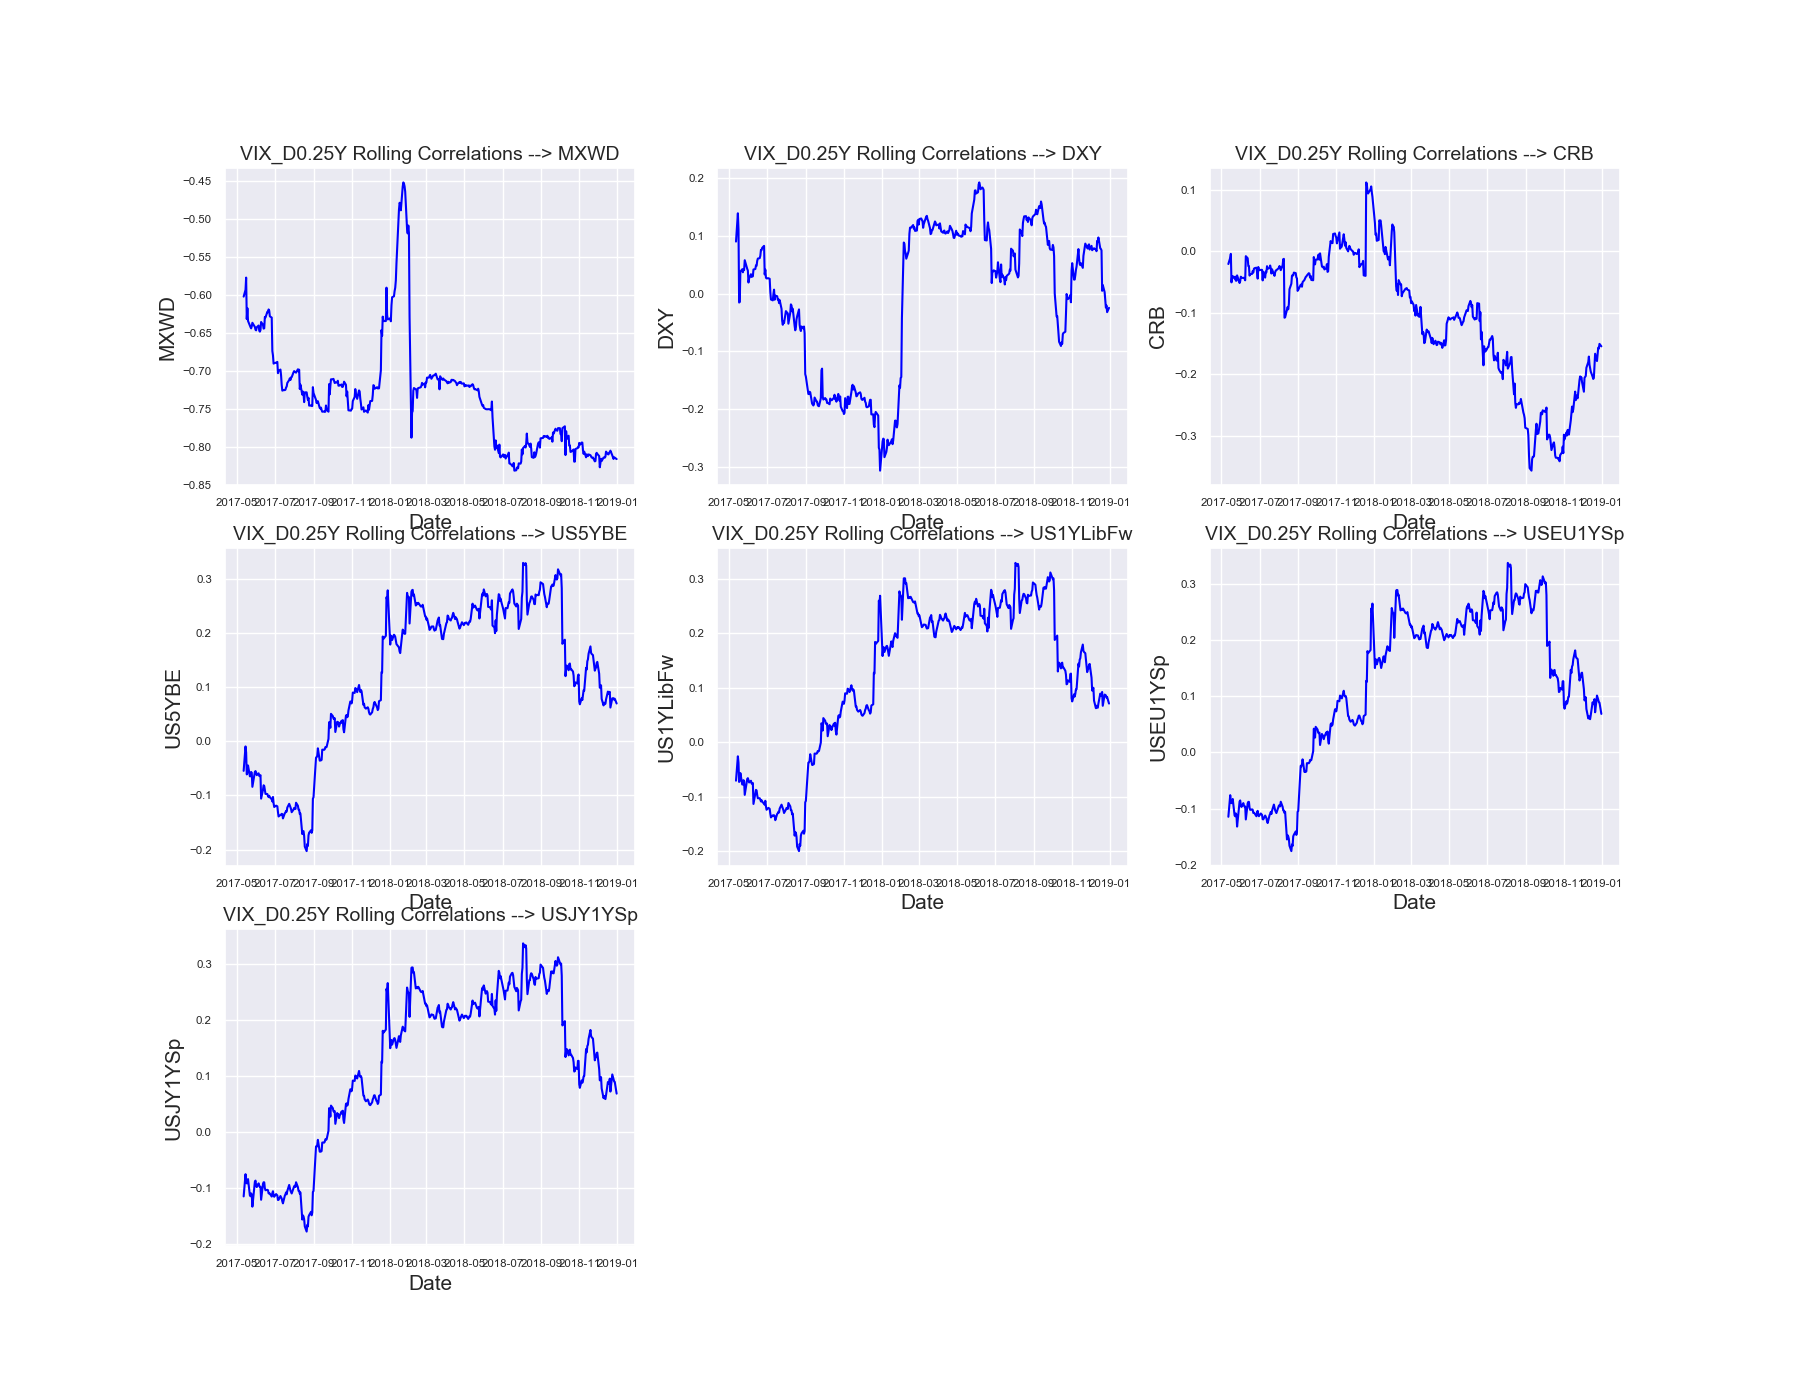 VIX_D0.25Y Rolling Correlations --> MXWD
−0.45
−0.50
−0.55
−0.60
−0.65
−0.70
−0.75
−0.80
−0.85
MXWD
2017-05 2017-07 2017-09 2017-11 2018-01 2018-03 2018-05 2018-07 2018-09 2018-11 2019-01
Date
VIX_D0.25Y Rolling Correlations --> DXY
0.2
0.1
0.0
−0.1
−0.2
−0.3
DXY
2017-05 2017-07 2017-09 2017-11 2018-01 2018-03 2018-05 2018-07 2018-09 2018-11 2019-01
Date
VIX_D0.25Y Rolling Correlations --> CRB
0.1
0.0
−0.1
−0.2
−0.3
CRB
2017-05 2017-07 2017-09 2017-11 2018-01 2018-03 2018-05 2018-07 2018-09 2018-11 2019-01
Date
VIX_D0.25Y Rolling Correlations --> US5YBE
0.3
0.2
0.1
0.0
−0.1
−0.2
US5YBE
2017-05 2017-07 2017-09 2017-11 2018-01 2018-03 2018-05 2018-07 2018-09 2018-11 2019-01
Date
VIX_D0.25Y Rolling Correlations --> US1YLibFw
0.3
0.2
0.1
0.0
−0.1
−0.2
US1YLibFw
2017-05 2017-07 2017-09 2017-11 2018-01 2018-03 2018-05 2018-07 2018-09 2018-11 2019-01
Date
VIX_D0.25Y Rolling Correlations --> USEU1YSp
0.3
0.2
0.1
0.0
−0.1
−0.2
USEU1YSp
2017-05 2017-07 2017-09 2017-11 2018-01 2018-03 2018-05 2018-07 2018-09 2018-11 2019-01
Date
VIX_D0.25Y Rolling Correlations --> USJY1YSp
0.3
0.2
0.1
0.0
−0.1
−0.2
USJY1YSp
2017-05 2017-07 2017-09 2017-11 2018-01 2018-03 2018-05 2018-07 2018-09 2018-11 2019-01
Date